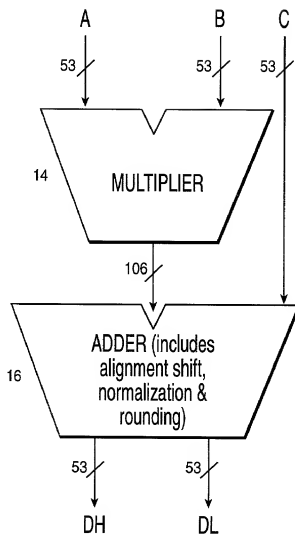 A B C
53 53 53
14
MULTIPLIER
106
ADDER (includes
alignment shift,
normalization &
rounding)
16
53 53
DH DL